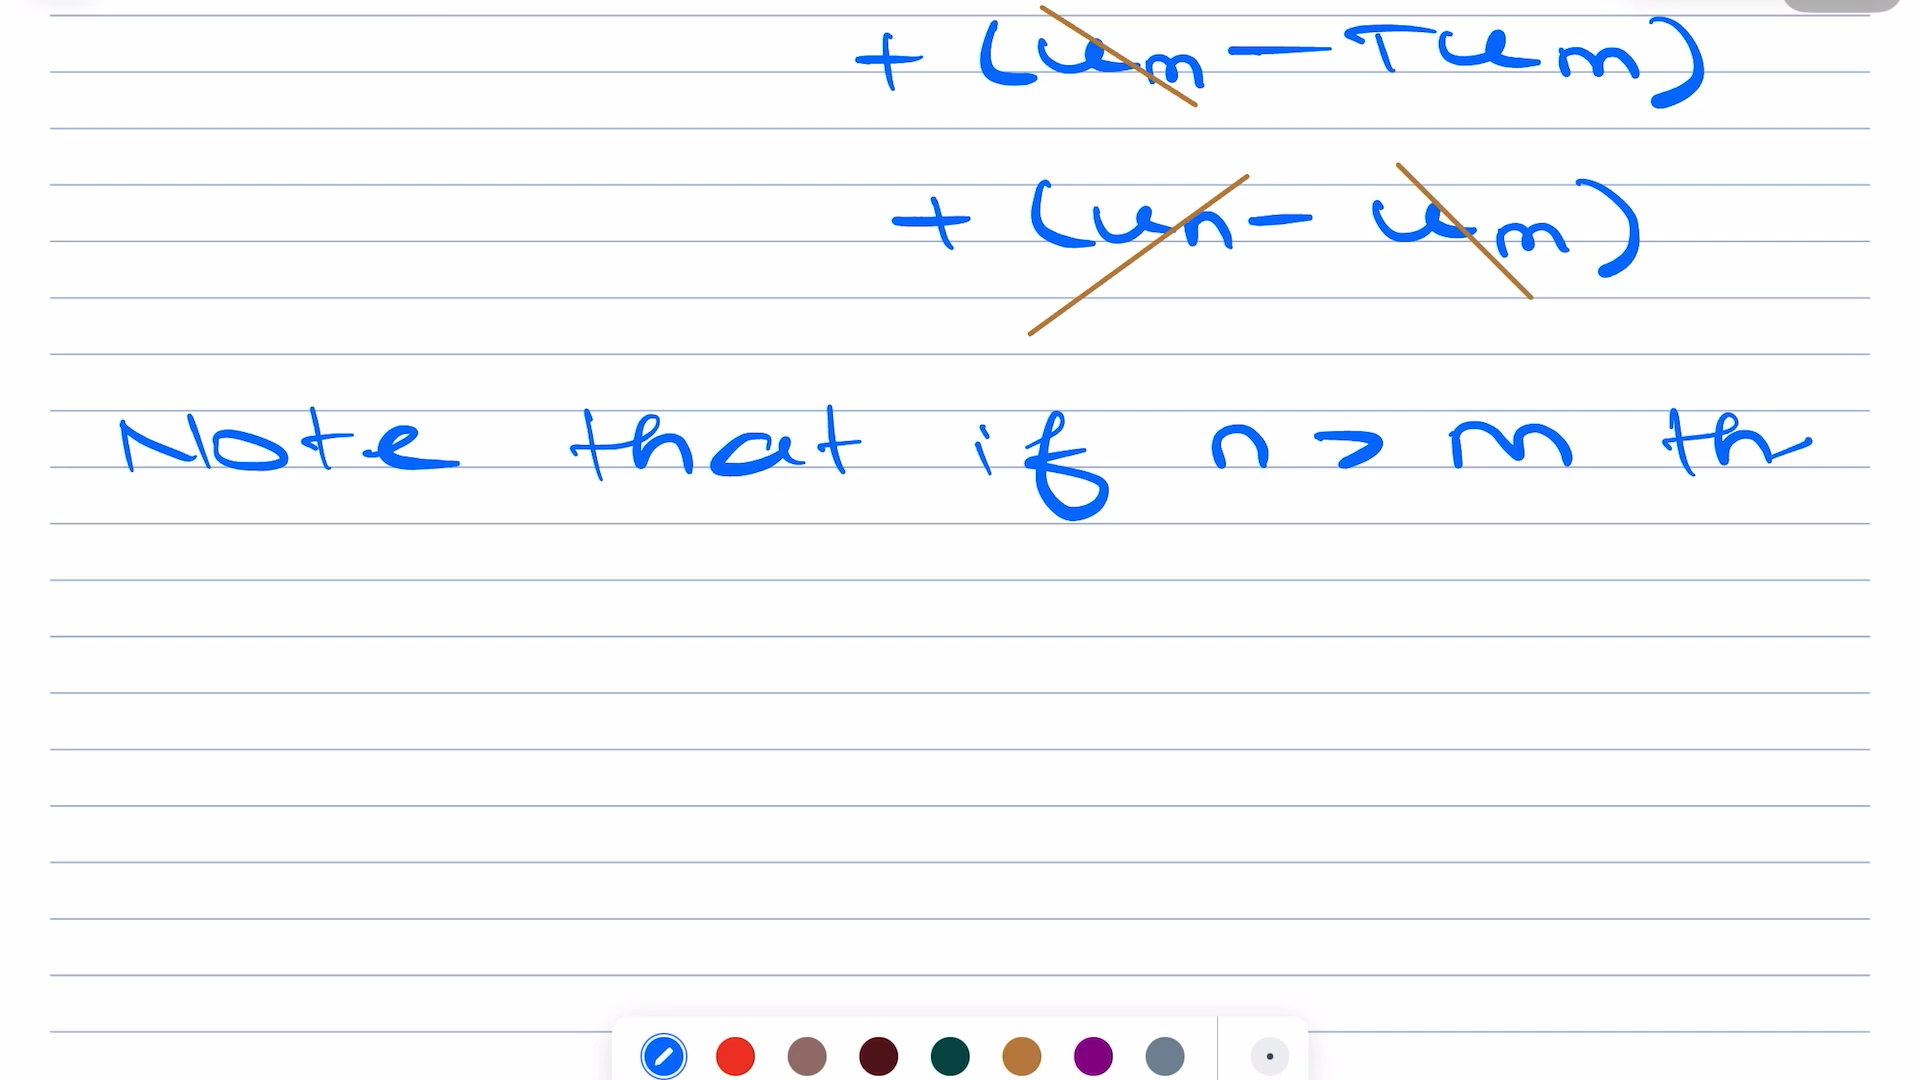 + (um - Tum)
+ (un - um)
Note that if n > m th